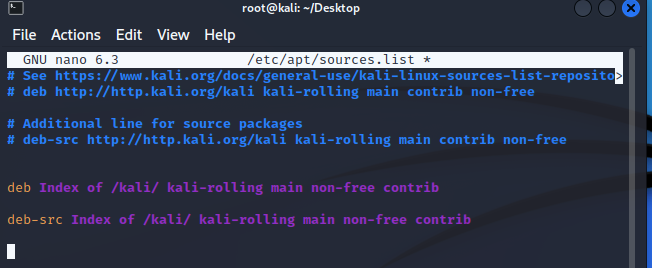 root@kali: ~/Desktop
File Actions Edit View Help
GNU nano 6.3 /etc/apt/sources.list *
# See https://www.kali.org/docs/general-use/kali-linux-sources-list-reposito>
# deb http://http.kali.org/kali kali-rolling main contrib non-free
# Additional line for source packages
# deb-src http://http.kali.org/kali kali-rolling main contrib non-free
deb Index of /kali/ kali-rolling main non-free contrib
deb-src Index of /kali/ kali-rolling main non-free contrib